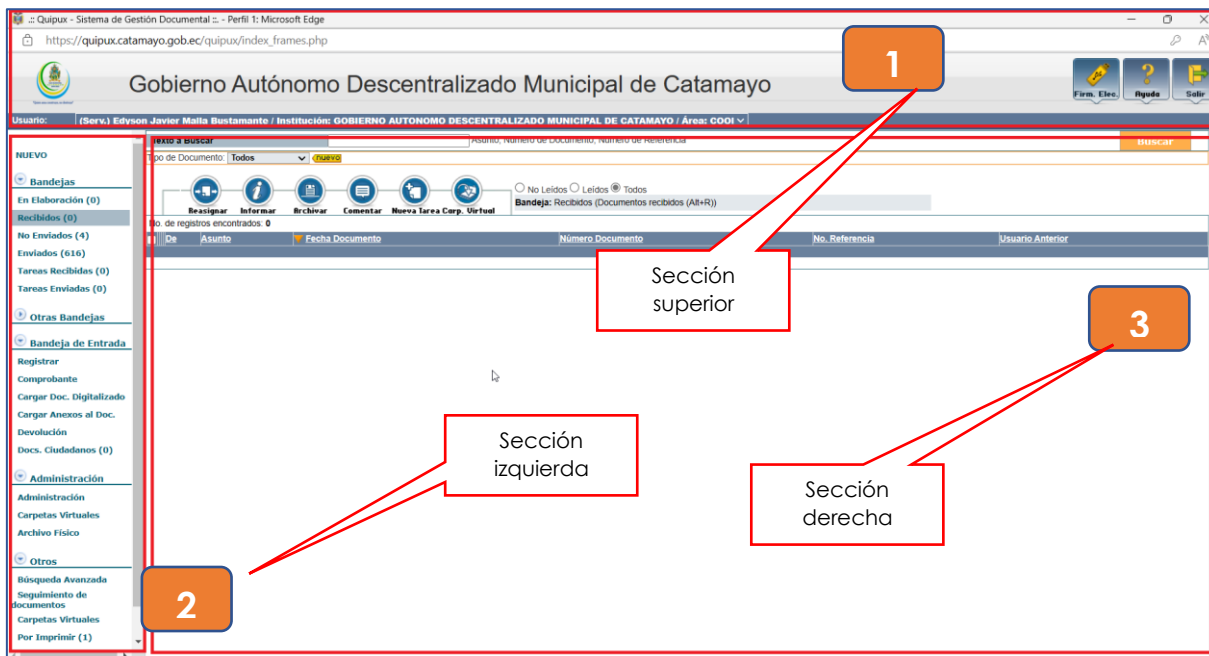 .:: Quipux - Sistema de Gestión Documental ::. - Perfil 1: Microsoft Edge
https://quipux.catamayo.gob.ec/quipux/index_frames.php
1
Gobierno Autónomo Descentralizado Municipal de Catamayo
Firm. Elec. Ayuda Salir
Usuario: (Serv.) Edyson Javier Malla Bustamante / Institución: GOBIERNO AUTONOMO DESCENTRALIZADO MUNICIPAL DE CATAMAYO / Área: COOI
Texto a Buscar Asunto, Número de Documento, Número de Referencia Buscar
Tipo de Documento: Todos nuevo
NUEVO
Bandejas
En Elaboración (0)
Recibidos (0)
No Enviados (4)
Enviados (616)
Tareas Recibidas (0)
Tareas Enviadas (0)
Otras Bandejas
Bandeja de Entrada
Registrar
Comprobante
Cargar Doc. Digitalizado
Cargar Anexos al Doc.
Devolución
Docs. Ciudadanos (0)
Administración
Administración
Carpetas Virtuales
Archivo Físico
Otros
Búsqueda Avanzada
Seguimiento de
documentos
Carpetas Virtuales
Por Imprimir (1)
Reasignar Informar Archivar Comentar Nueva Tarea Carp. Virtual
No Leídos Leídos Todos
Bandeja: Recibidos (Documentos recibidos (Alt+R))
No. de registros encontrados: 0
De Asunto Fecha Documento Número Documento No. Referencia Usuario Anterior
Sección
superior
3
Sección
izquierda
Sección
derecha
2